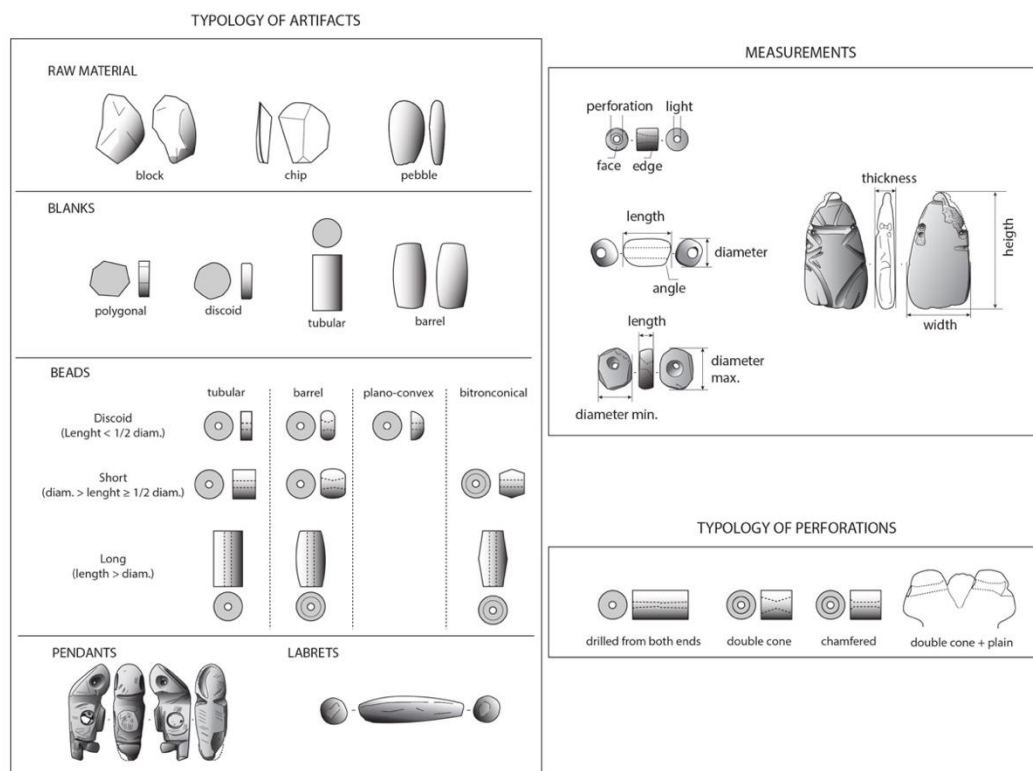 TYPOLOGY OF ARTIFACTS
RAW MATERIAL
block
chip
pebble
BLANKS
polygonal
discoid
tubular
barrel
BEADS
tubular
barrel
plano-convex
bitronconical
Discoid
(Lenght < 1/2 diam.)
Short
(diam. > lenght ≥ 1/2 diam.)
Long
(length > diam.)
PENDANTS
LABRETS
MEASUREMENTS
perforation
light
face
edge
thickness
length
diameter
angle
heigth
width
length
diameter
max.
diameter min.
TYPOLOGY OF PERFORATIONS
drilled from both ends
double cone
chamfered
double cone + plain